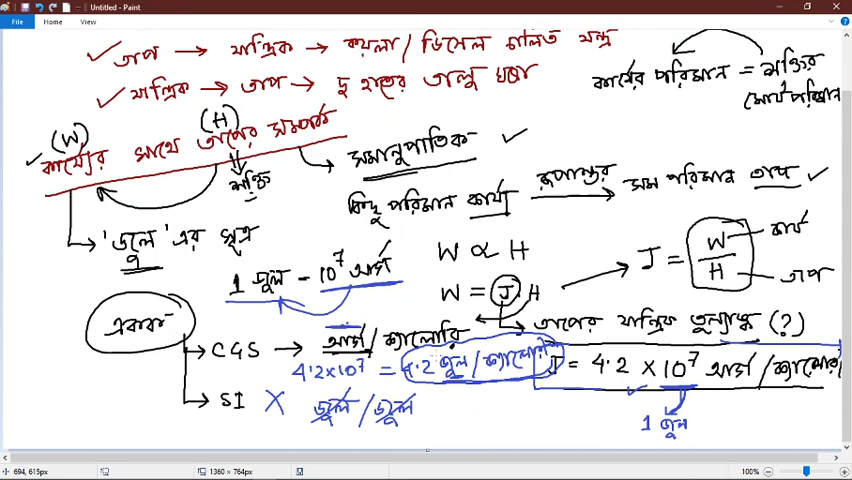 Untitled - Paint
File Home View
✓ তাপ → যান্ত্রিক → কয়লা / ডিসেল চালিত যন্ত্র
✓ যান্ত্রিক → তাপ → দু হাতের তালু ঘষা
কার্যের পরিমান = শক্তির
মোট পরিমান
(W) (H)
✓ কার্য্যের সাথে তাপের সম্পর্ক
শক্তি
সমানুপাতিক ✓
কিছু পরিমান কার্য্য রূপান্তর → সম পরিমান তাপ ✓
'জুল' এর সূত্র
W ∝ H
J = W / H
কার্য
তাপ
1 জুল = 10⁷ আর্গ
W = J H
তাপের যান্ত্রিক তুল্যাঙ্ক (?)
একক
CGS → আর্গ / ক্যালোরি
4.2 × 10⁷ = 4.2 জুল / ক্যালোরী
J = 4.2 × 10⁷ আর্গ / ক্যালোরি
SI × জুল / জুল
1 জুল
694, 615px 1360 × 764px 100%